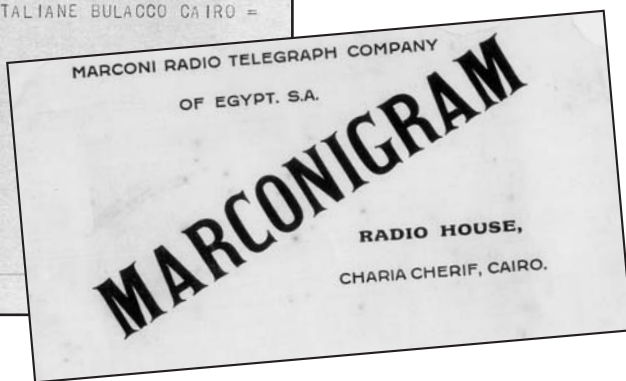 TALIANE BULACCO CAIRO =
MARCONI RADIO TELEGRAPH COMPANY
OF EGYPT. S.A.
MARCONIGRAM
RADIO HOUSE,
CHARIA CHERIF, CAIRO.